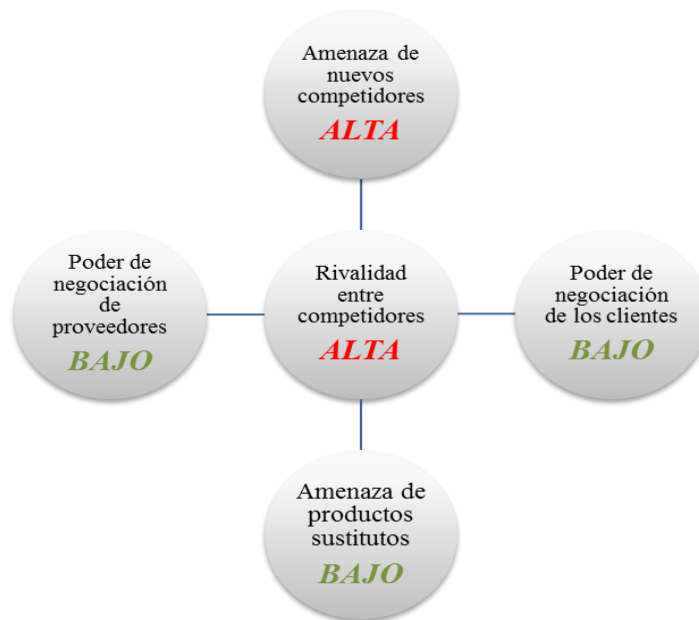 Amenaza de
nuevos
competidores
ALTA
Poder de
negociación
de
proveedores
BAJO
Rivalidad
entre
competidores
ALTA
Poder de
negociación
de los clientes
BAJO
Amenaza de
productos
sustitutos
BAJO